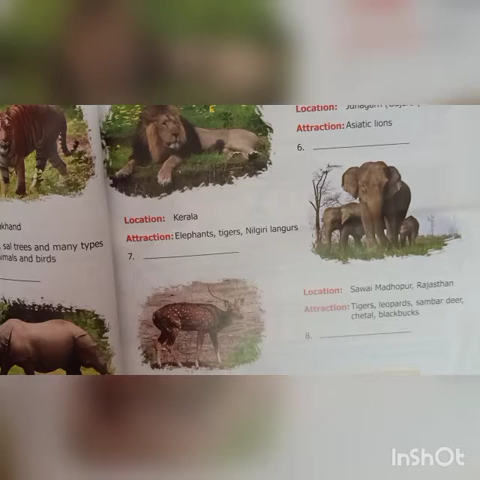 Location:
Attraction: Asiatic lions
6.
khand
sal trees and many types
imals and birds
Location: Kerala
Attraction: Elephants, tigers, Nilgiri langurs
7.
Location: Sawai Madhopur, Rajasthan
Attraction: Tigers, leopards, sambar deer,
chetal, blackbucks
8.
InShOt